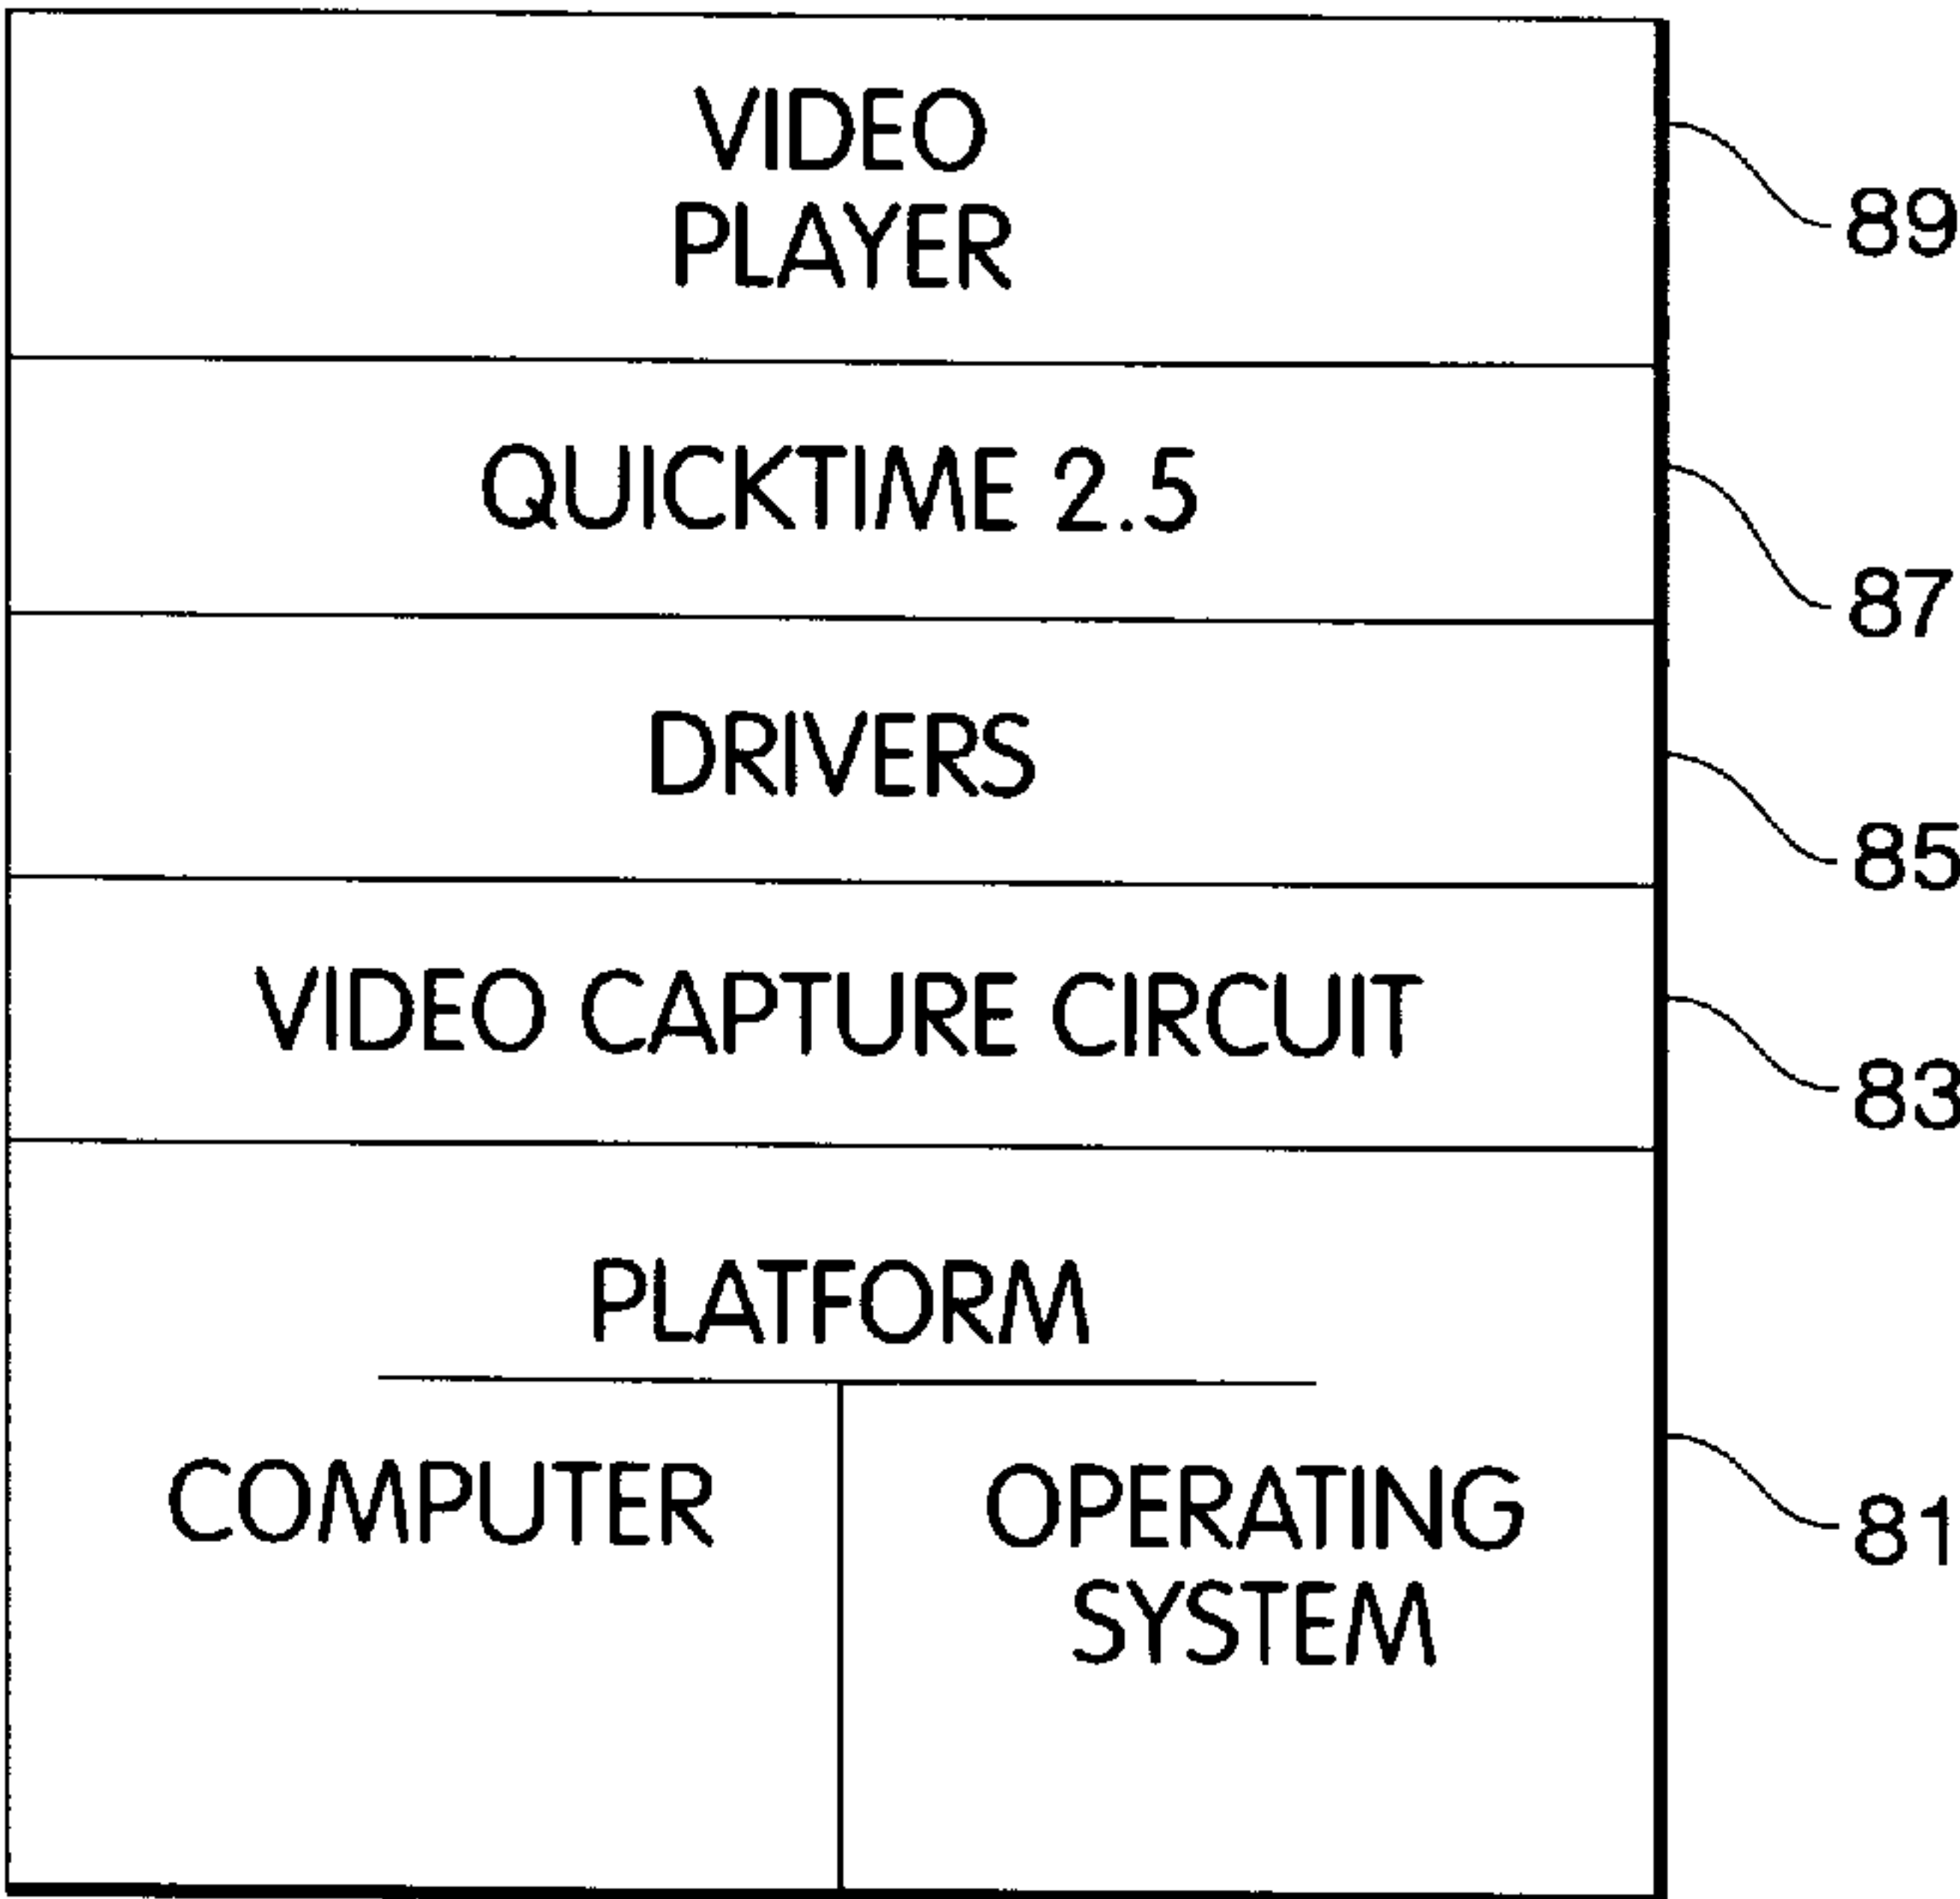 VIDEO
PLAYER
89
QUICKTIME 2.5
87
DRIVERS
85
VIDEO CAPTURE CIRCUIT
83
PLATFORM
COMPUTER
OPERATING
SYSTEM
81